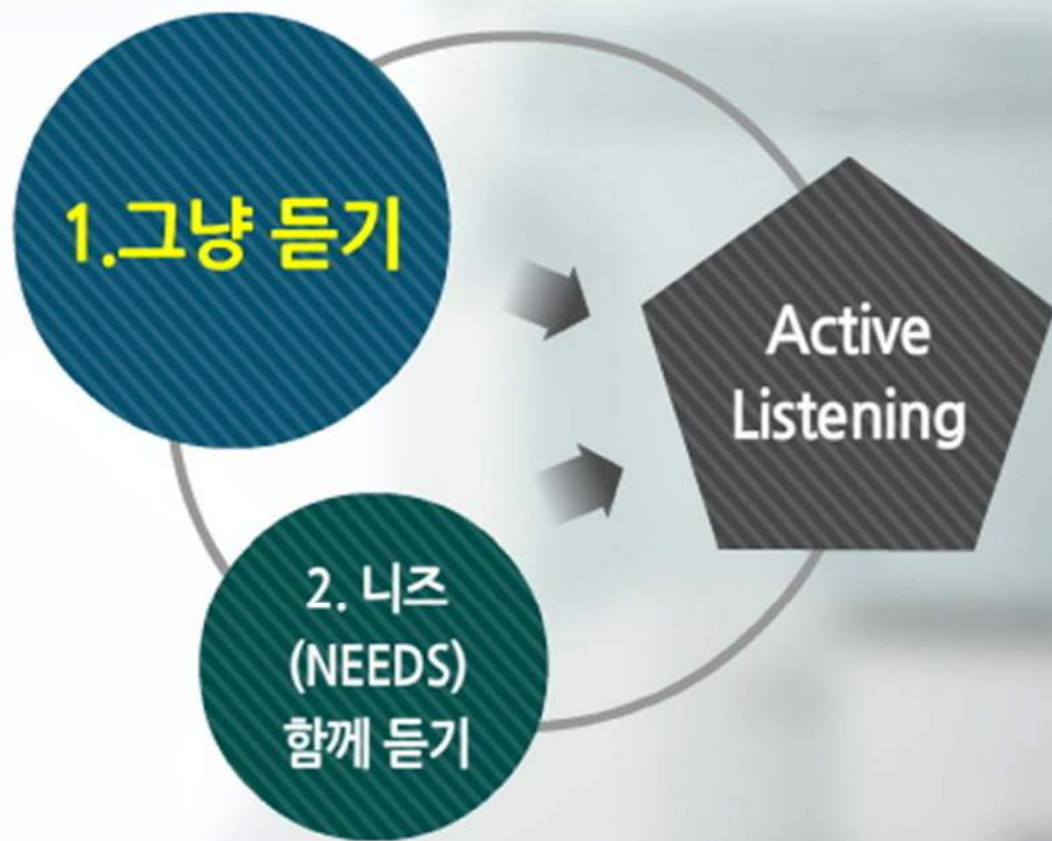 1.그냥 듣기
Active
Listening
2. 니즈
(NEEDS)
함께 듣기